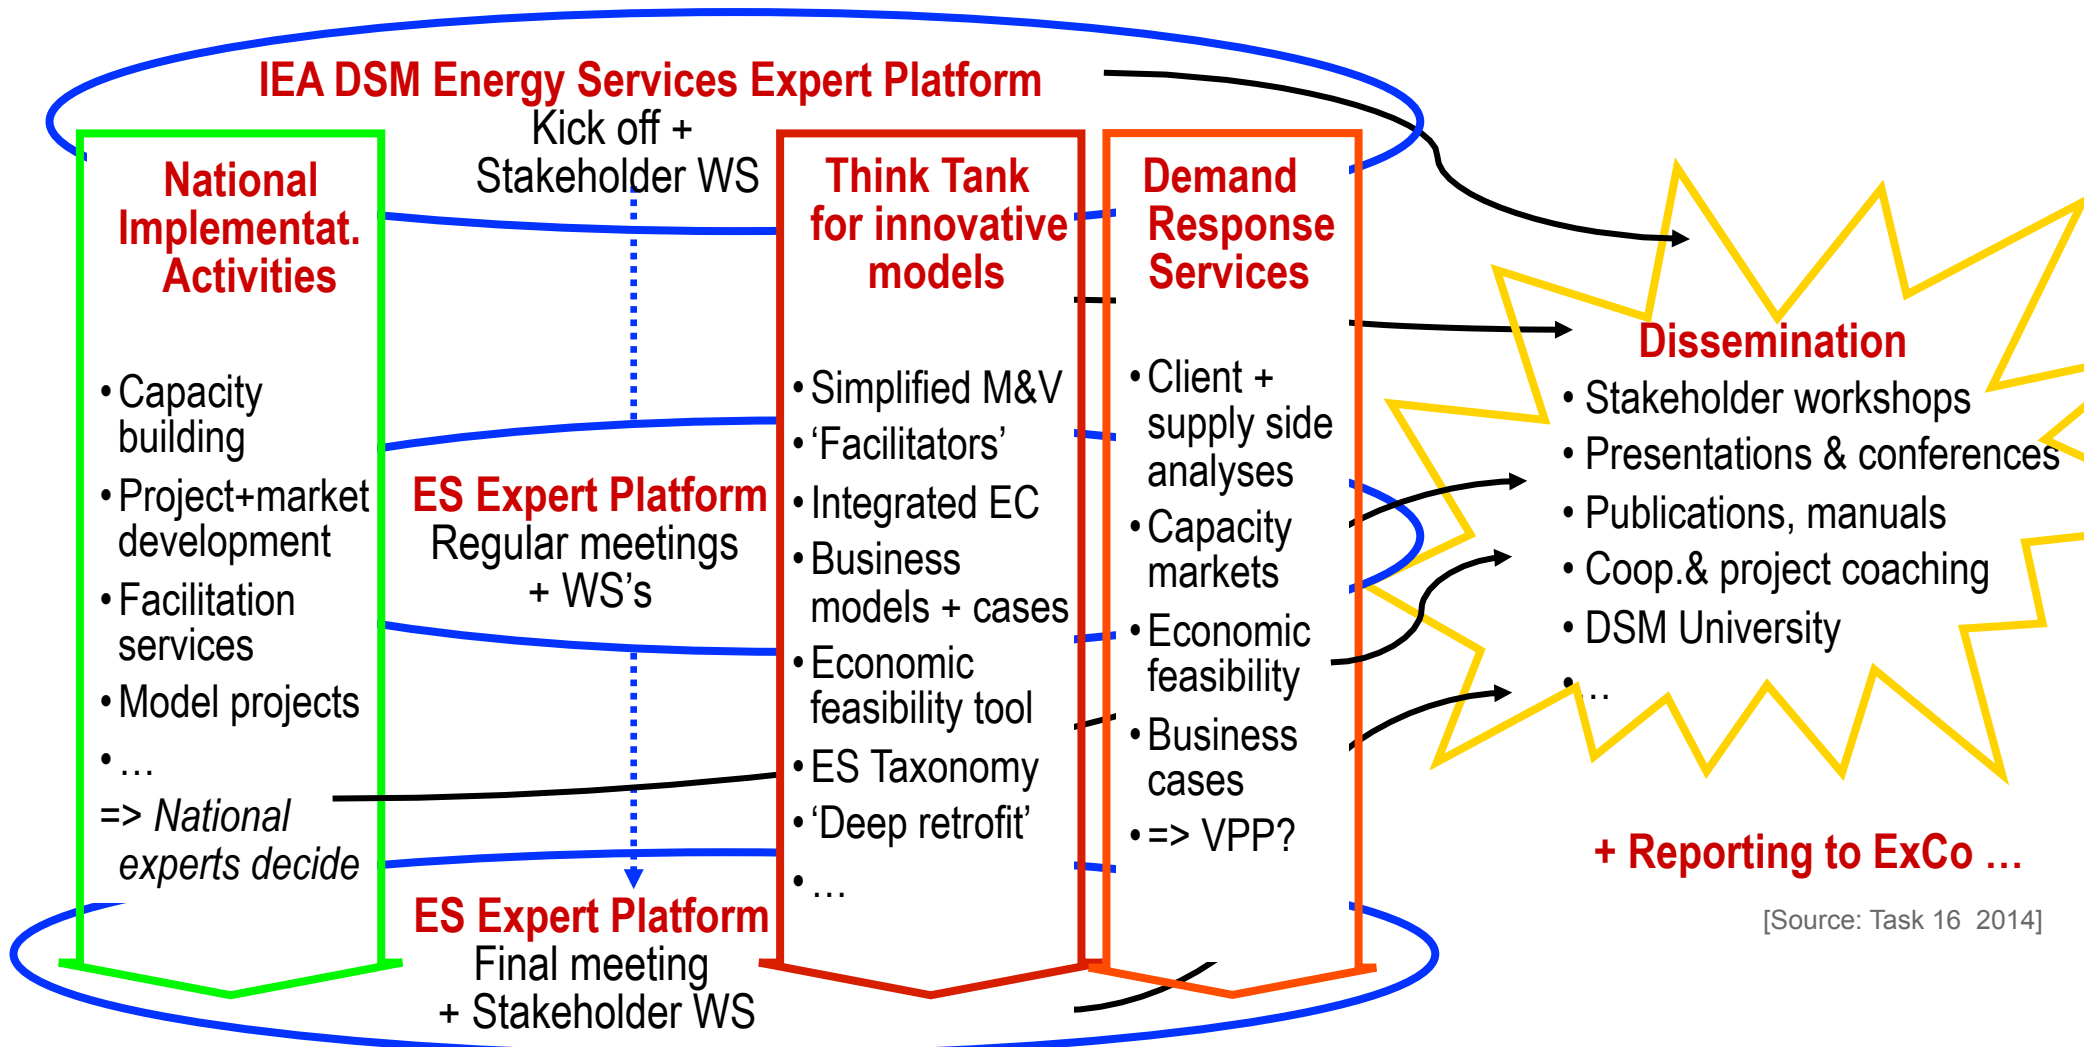 IEA DSM Energy Services Expert Platform
Kick off +
Stakeholder WS
National
Implementat.
Activities
• Capacity
building
• Project+market
development
• Facilitation
services
• Model projects
• …
=> National
experts decide
ES Expert Platform
Regular meetings
+ WS’s
ES Expert Platform
Final meeting
+ Stakeholder WS
Think Tank
for innovative
models
• Simplified M&V
• ‘Facilitators’
• Integrated EC
• Business
models + cases
• Economic
feasibility tool
• ES Taxonomy
• ‘Deep retrofit’
• …
Demand
Response
Services
• Client +
supply side
analyses
• Capacity
markets
• Economic
feasibility
• Business
cases
• => VPP?
Dissemination
• Stakeholder workshops
• Presentations & conferences
• Publications, manuals
• Coop.& project coaching
• DSM University
• …
+ Reporting to ExCo …
[Source: Task 16 2014]